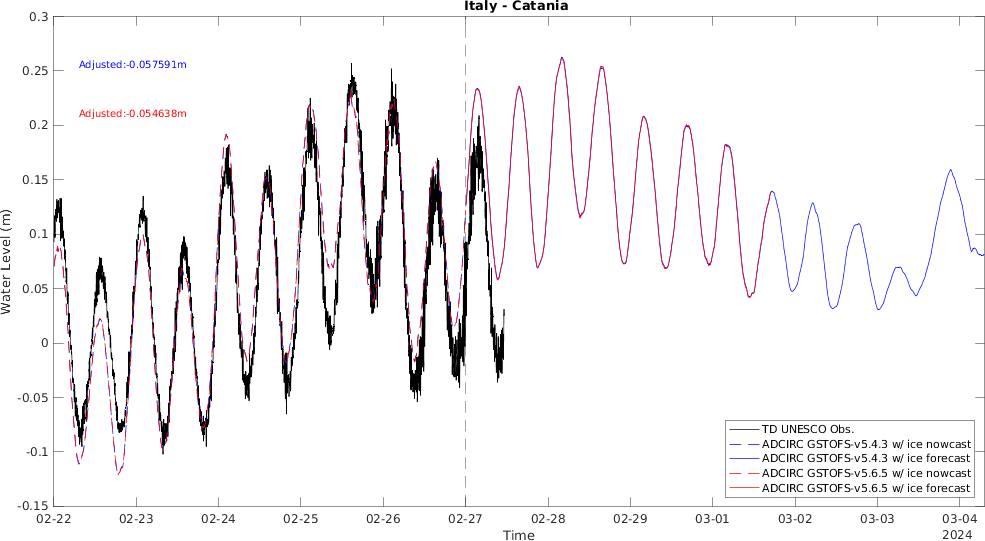 Italy - Catania
Adjusted:-0.057591m
Adjusted:-0.054638m
Water Level (m)
0.3
0.25
0.2
0.15
0.1
0.05
0
-0.05
-0.1
-0.15
02-22
02-23
02-24
02-25
02-26
02-27
02-28
02-29
03-01
03-02
03-03
03-04
Time
2024
TD UNESCO Obs.
ADCIRC GSTOFS-v5.4.3 w/ ice nowcast
ADCIRC GSTOFS-v5.4.3 w/ ice forecast
ADCIRC GSTOFS-v5.6.5 w/ ice nowcast
ADCIRC GSTOFS-v5.6.5 w/ ice forecast